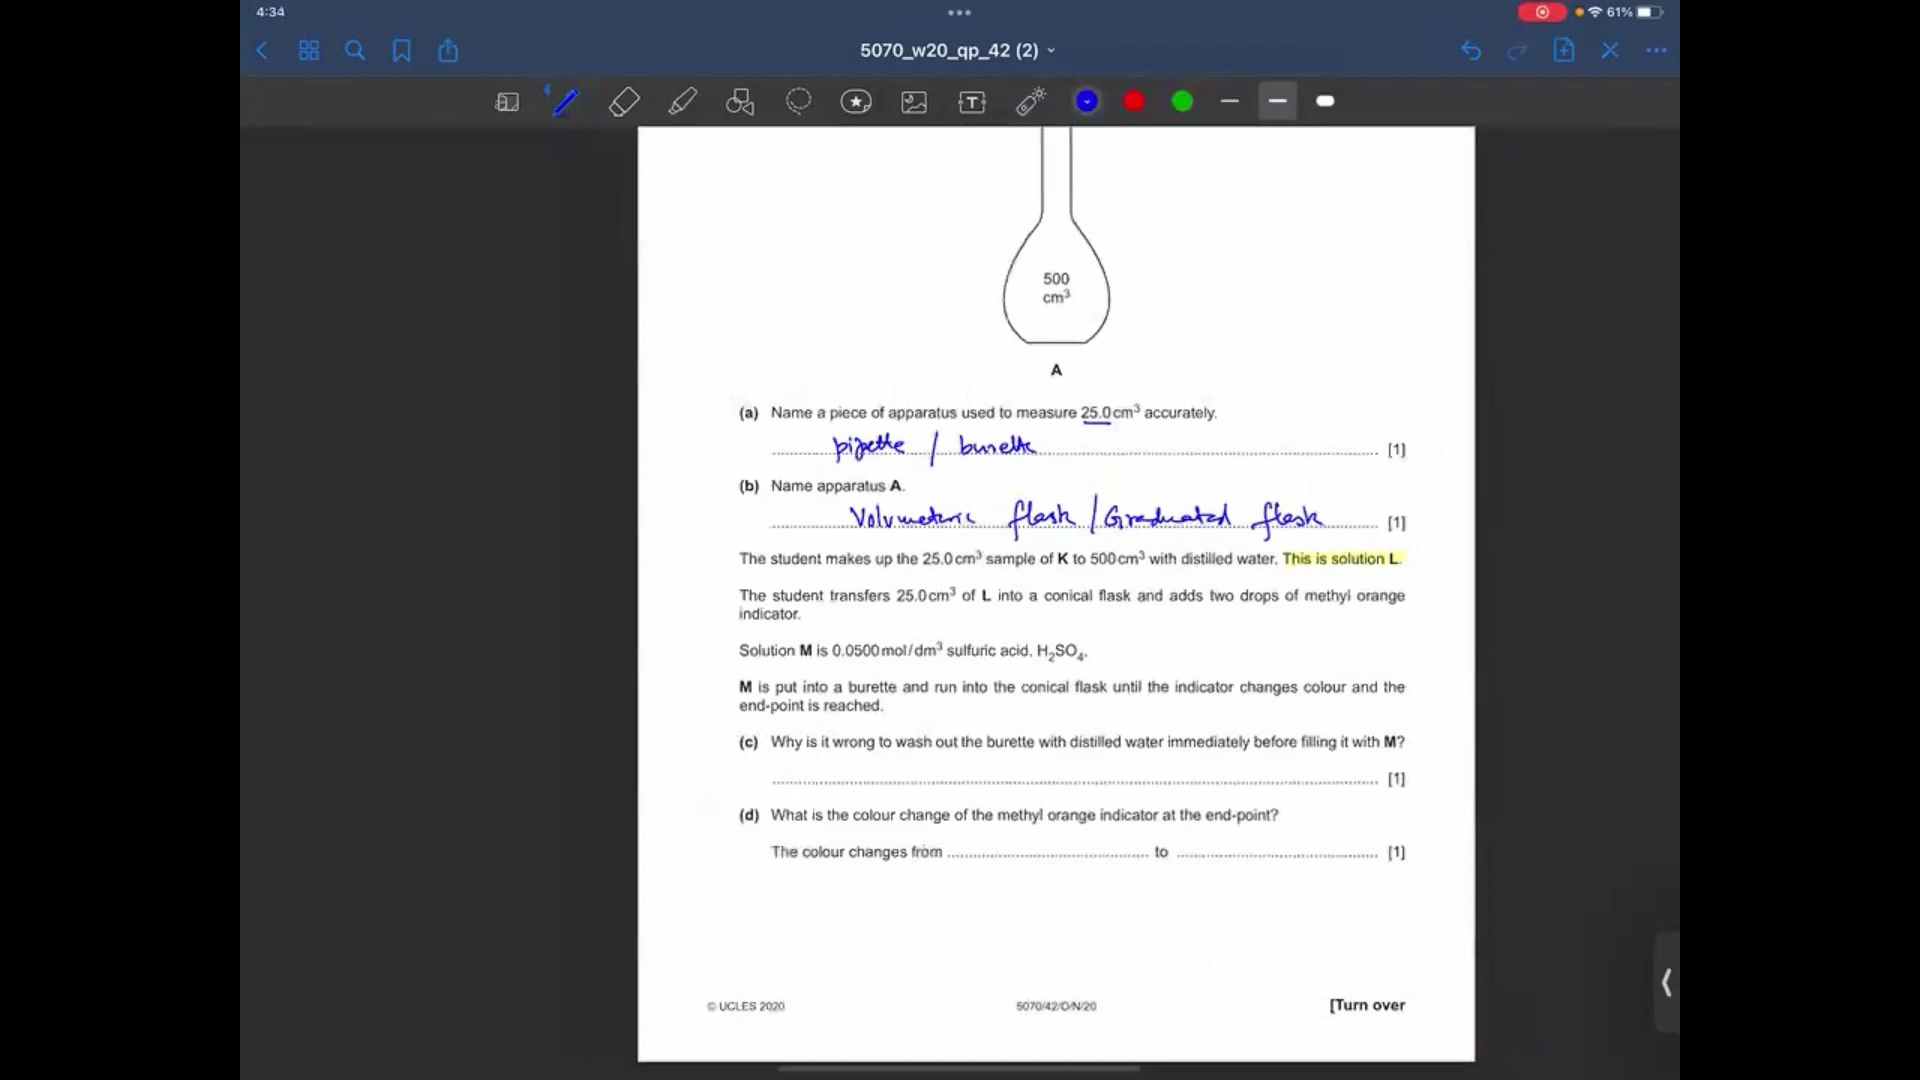 4:34
61%
5070_w20_qp_42 (2)
500
cm³
A
(a) Name a piece of apparatus used to measure 25.0 cm³ accurately.
pipette / burette [1]
(b) Name apparatus A.
Volumetric flask / Graduated flask [1]
The student makes up the 25.0 cm³ sample of K to 500 cm³ with distilled water. This is solution L.
The student transfers 25.0 cm³ of L into a conical flask and adds two drops of methyl orange
indicator.
Solution M is 0.0500 mol/dm³ sulfuric acid, H₂SO₄.
M is put into a burette and run into the conical flask until the indicator changes colour and the
end-point is reached.
(c) Why is it wrong to wash out the burette with distilled water immediately before filling it with M?
[1]
(d) What is the colour change of the methyl orange indicator at the end-point?
The colour changes from ........................ to ........................ [1]
© UCLES 2020
5070/42/O/N/20
[Turn over